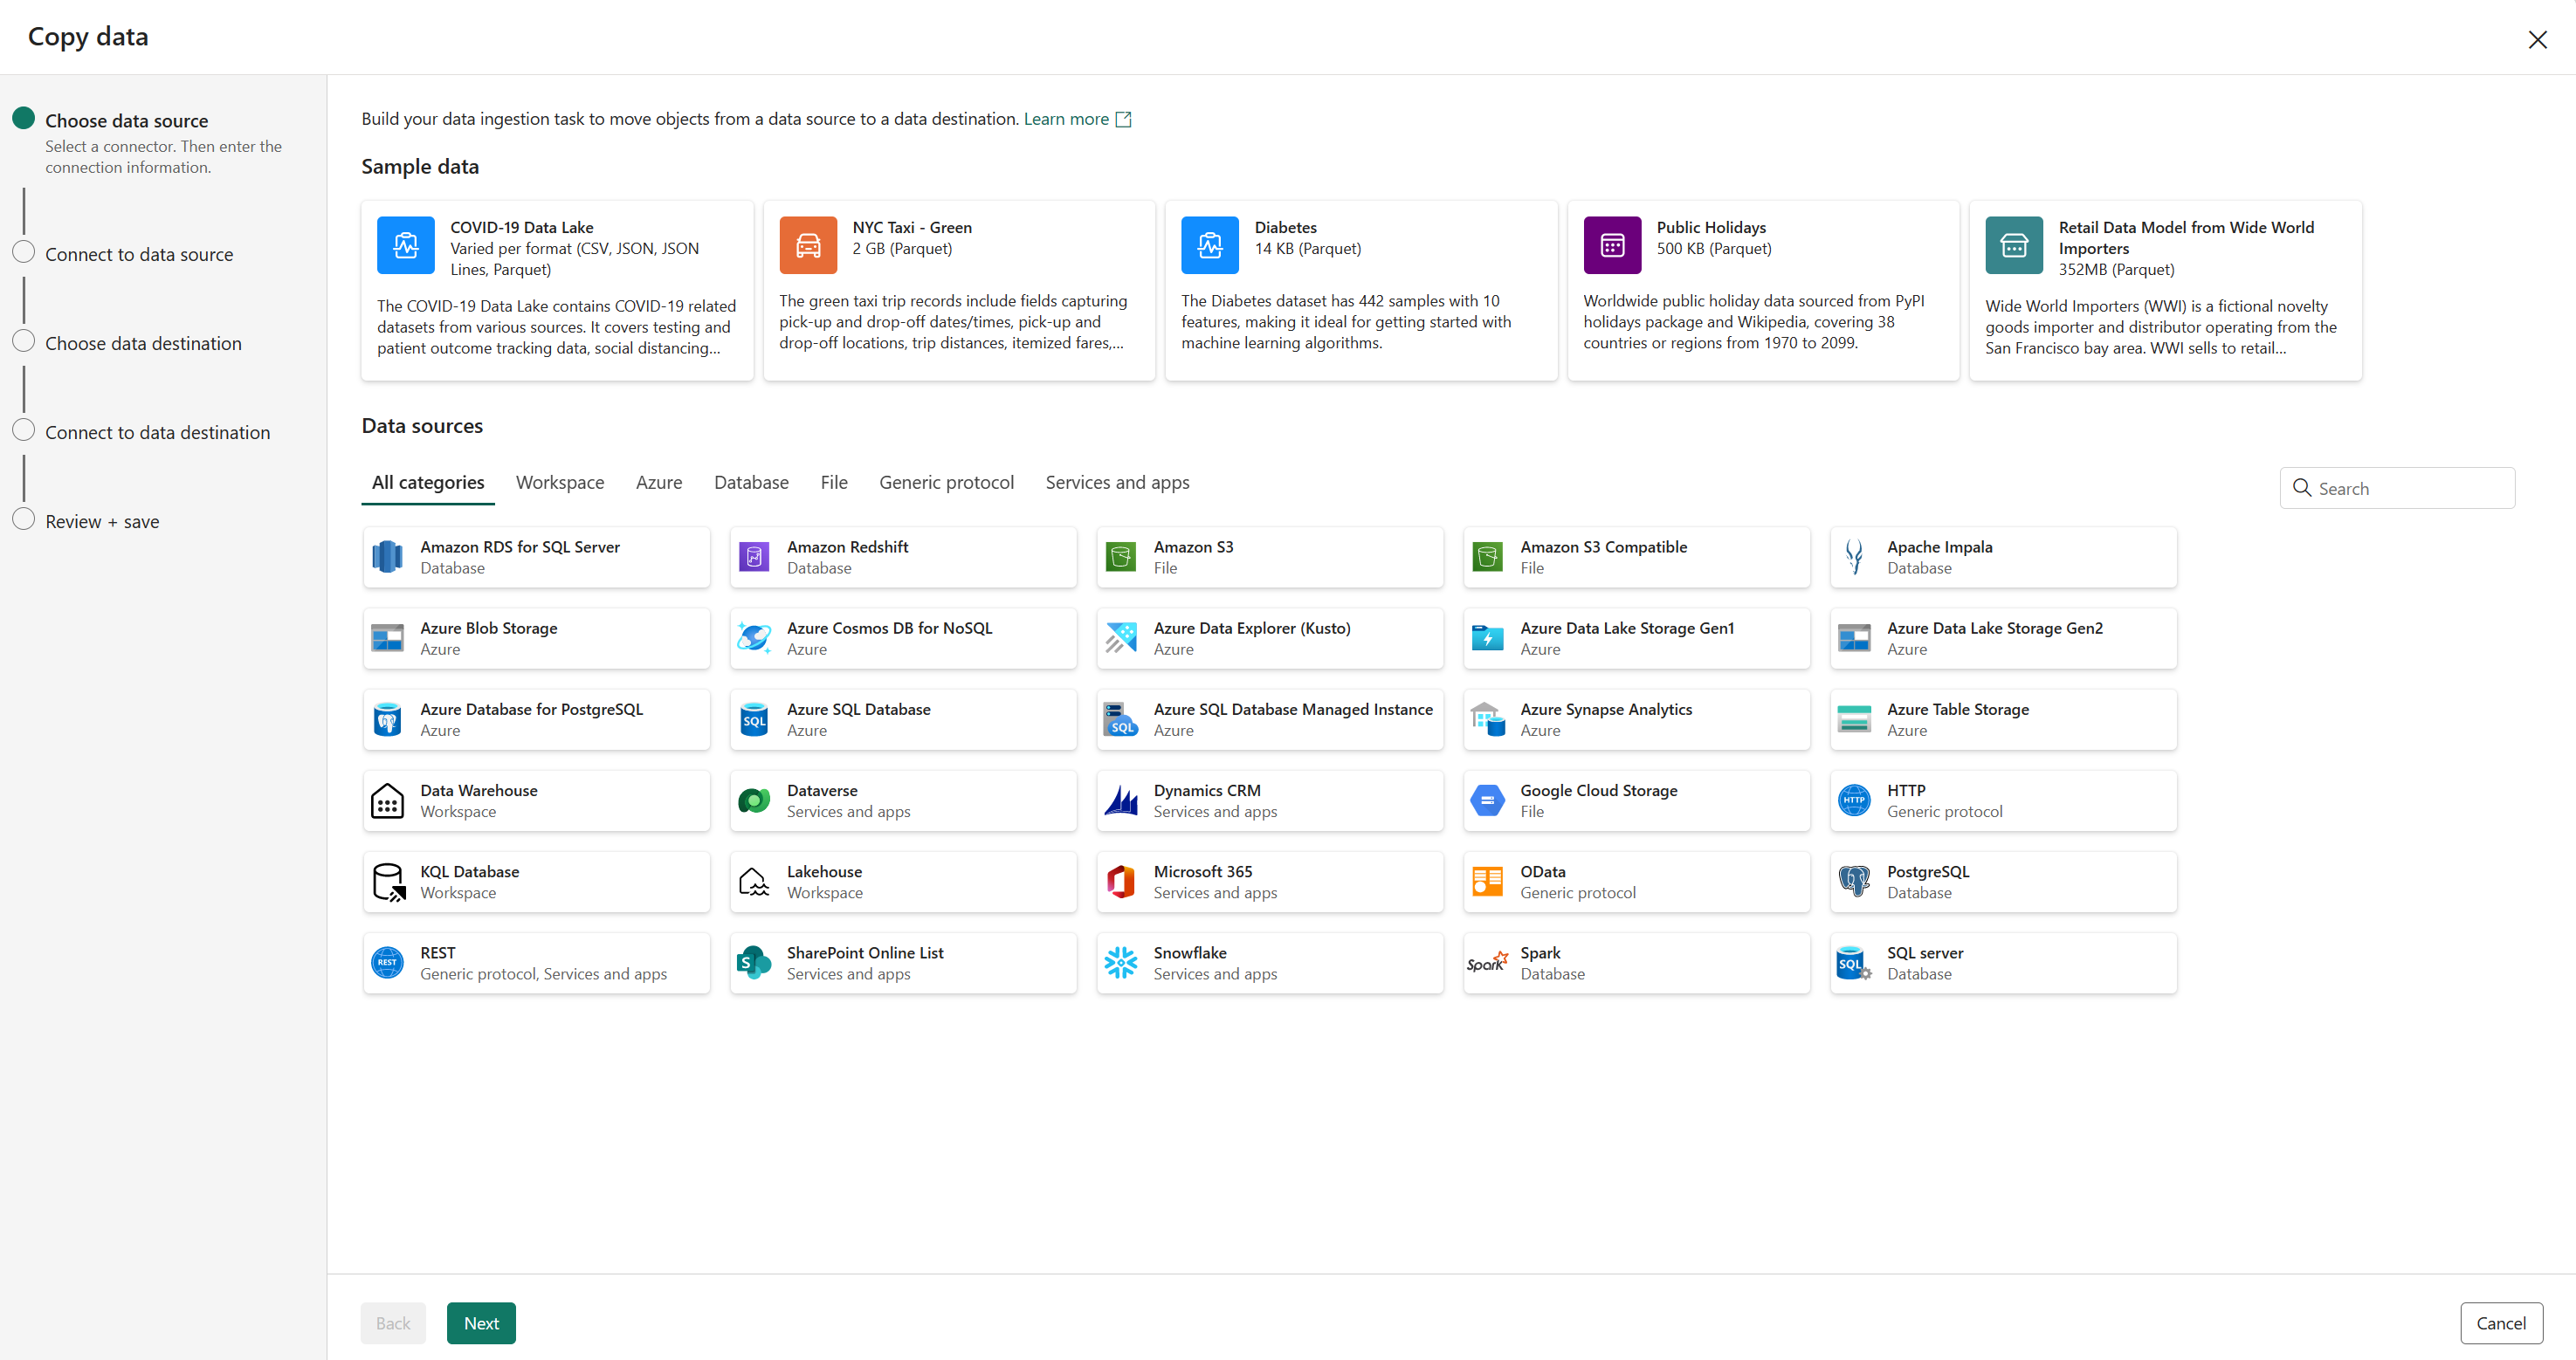 Copy data
Choose data source
Select a connector. Then enter the
connection information.
Connect to data source
Choose data destination
Connect to data destination
Review + save
Build your data ingestion task to move objects from a data source to a data destination. Learn more
Sample data
COVID-19 Data Lake
Varied per format (CSV, JSON, JSON
Lines, Parquet)
The COVID-19 Data Lake contains COVID-19 related
datasets from various sources. It covers testing and
patient outcome tracking data, social distancing...
NYC Taxi - Green
2 GB (Parquet)
The green taxi trip records include fields capturing
pick-up and drop-off dates/times, pick-up and
drop-off locations, trip distances, itemized fares,...
Diabetes
14 KB (Parquet)
The Diabetes dataset has 442 samples with 10
features, making it ideal for getting started with
machine learning algorithms.
Public Holidays
500 KB (Parquet)
Worldwide public holiday data sourced from PyPI
holidays package and Wikipedia, covering 38
countries or regions from 1970 to 2099.
Retail Data Model from Wide World
Importers
352MB (Parquet)
Wide World Importers (WWI) is a fictional novelty
goods importer and distributor operating from the
San Francisco bay area. WWI sells to retail...
Data sources
All categories Workspace Azure Database File Generic protocol Services and apps
Search
Amazon RDS for SQL Server
Database
Amazon Redshift
Database
Amazon S3
File
Amazon S3 Compatible
File
Apache Impala
Database
Azure Blob Storage
Azure
Azure Cosmos DB for NoSQL
Azure
Azure Data Explorer (Kusto)
Azure
Azure Data Lake Storage Gen1
Azure
Azure Data Lake Storage Gen2
Azure
Azure Database for PostgreSQL
Azure
SQL
Azure SQL Database
Azure
SQL
Azure SQL Database Managed Instance
Azure
Azure Synapse Analytics
Azure
Azure Table Storage
Azure
Data Warehouse
Workspace
Dataverse
Services and apps
Dynamics CRM
Services and apps
Google Cloud Storage
File
HTTP
HTTP
Generic protocol
KQL Database
Workspace
Lakehouse
Workspace
Microsoft 365
Services and apps
OData
Generic protocol
PostgreSQL
Database
REST
REST
Generic protocol, Services and apps
S
SharePoint Online List
Services and apps
Snowflake
Services and apps
Spark
Spark
Database
SQL
SQL server
Database
Back
Next
Cancel